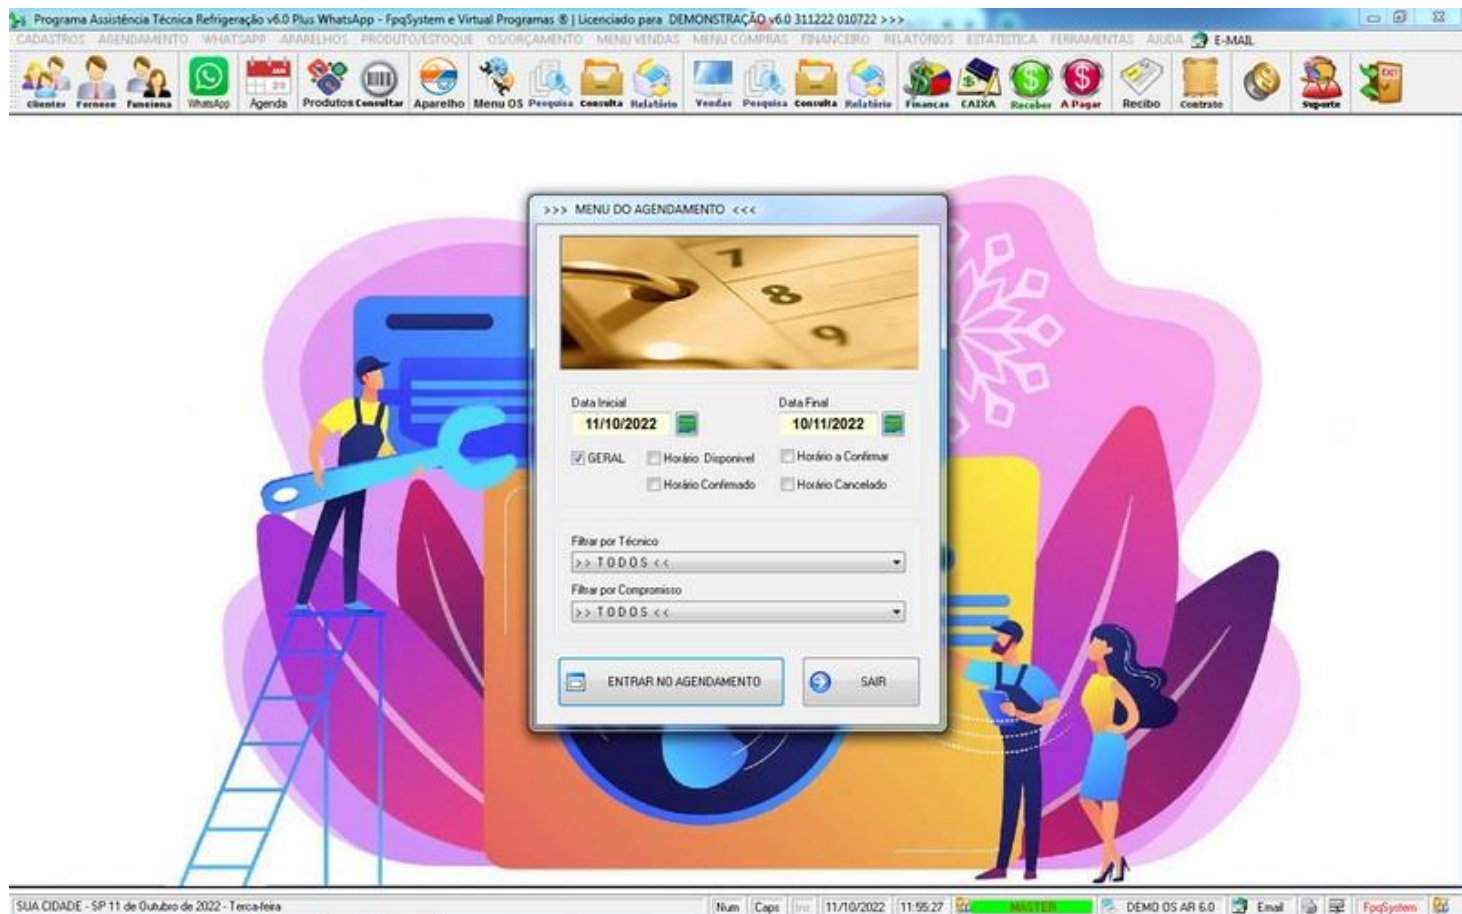 Programa Assistência Técnica Refrigeração v6.0 Plus WhatsApp - FpqSystem e Virtual Programas ® | Licenciado para DEMONSTRAÇÃO v6.0 311222 010722 >>>
CADASTROS AGENDAMENTO WHATSAPP APARELHOS PRODUTO/ESTOQUE OS/ORÇAMENTO MENU VENDAS MENU COMPRAS FINANCEIRO RELATÓRIOS ESTATÍSTICA FERRAMENTAS AJUDA E-MAIL
Clientes Fornece Funciona WhatsApp Agenda Produtos Consultar Aparelho Menu OS Pesquisa Consulta Relatório Vendas Pesquisa Consulta Relatório Financas CAIXA Receber A Pagar Recibo Contrato Suporte
>>> MENU DO AGENDAMENTO <<<
7
8
9
Data Inicial Data Final
11/10/2022 10/11/2022
GERAL Horário Disponivel Horário a Confirmar
Horário Confirmado Horário Cancelado
Filtrar por Técnico
>> T O D O S <<
Filtrar por Compromisso
>> T O D O S <<
ENTRAR NO AGENDAMENTO SAIR
SUA CIDADE - SP 11 de Outubro de 2022 - Terca-feira Num Caps Ins 11/10/2022 11:55:27 MASTER DEMO OS AR 6.0 Email FpqSystem